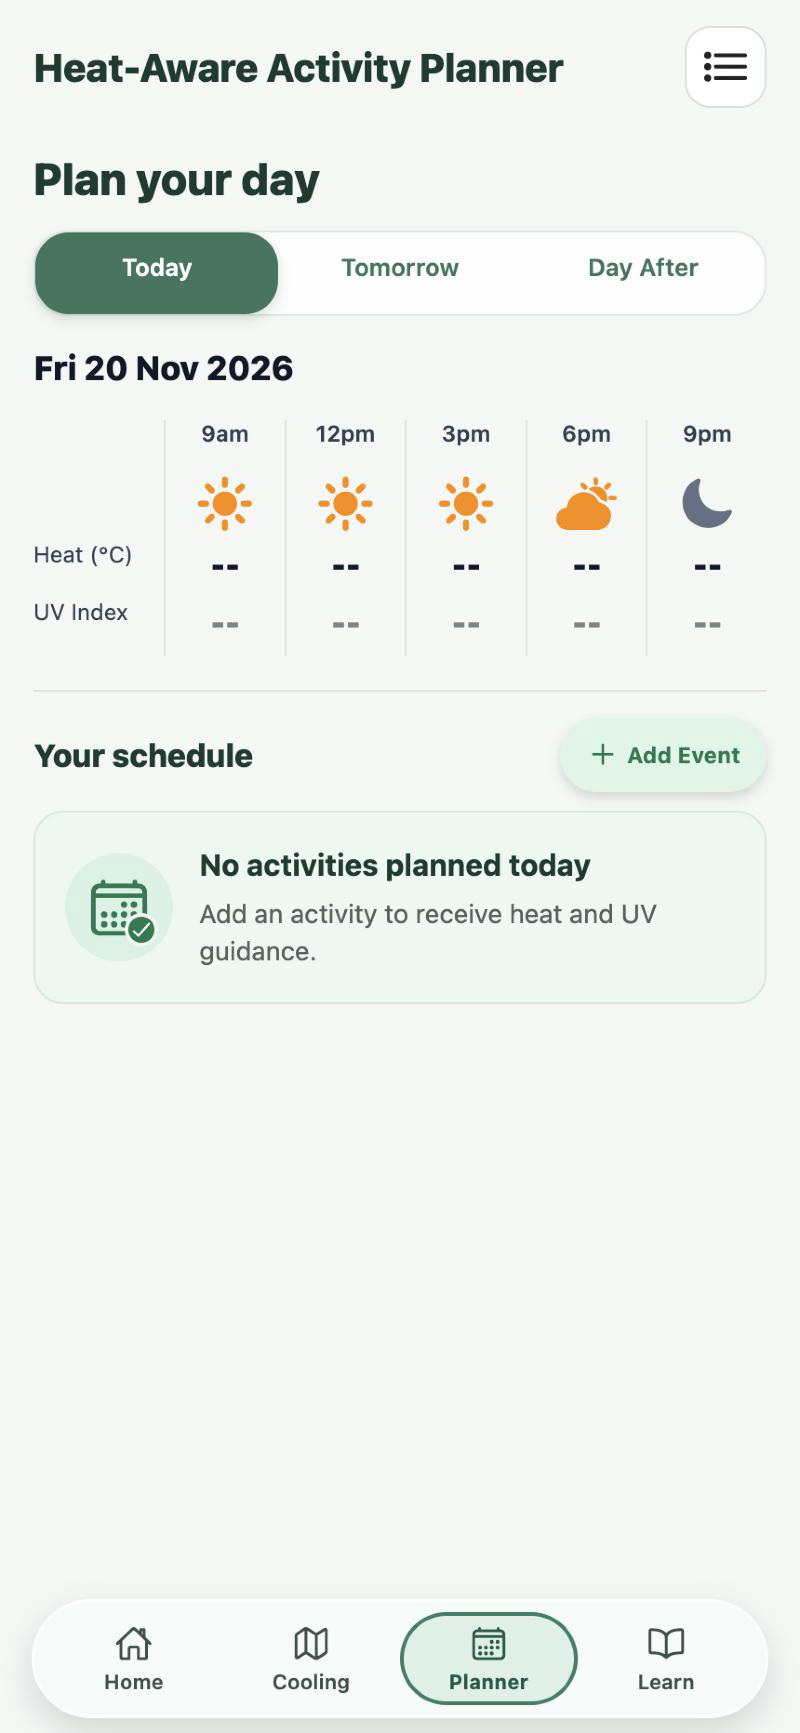 Heat-Aware Activity Planner
Plan your day
Today Tomorrow Day After
Fri 20 Nov 2026
9am 12pm 3pm 6pm 9pm
Heat (°C) -- -- -- -- --
UV Index -- -- -- -- --
Your schedule
+ Add Event
No activities planned today
Add an activity to receive heat and UV
guidance.
Home Cooling Planner Learn